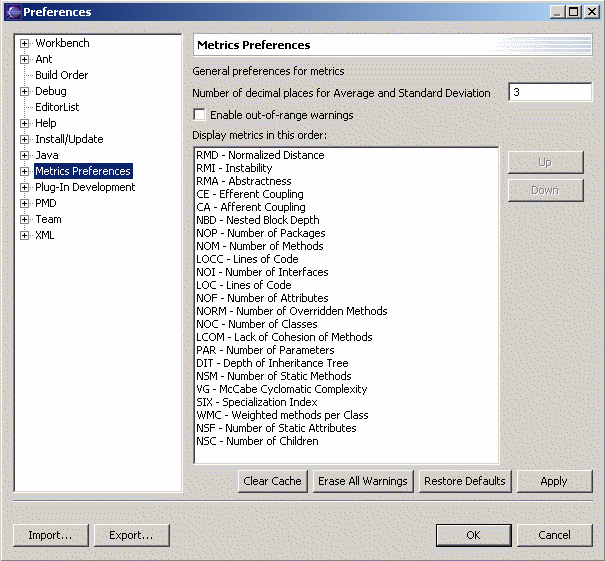 Preferences
Workbench
Ant
Build Order
Debug
EditorList
Help
Install/Update
Java
Metrics Preferences
Plug-In Development
PMD
Team
XML
Metrics Preferences
General preferences for metrics
Number of decimal places for Average and Standard Deviation 3
Enable out-of-range warnings
Display metrics in this order:
RMD - Normalized Distance
RMI - Instability
RMA - Abstractness
CE - Efferent Coupling
CA - Afferent Coupling
NBD - Nested Block Depth
NOP - Number of Packages
NOM - Number of Methods
LOCC - Lines of Code
NOI - Number of Interfaces
LOC - Lines of Code
NOF - Number of Attributes
NORM - Number of Overridden Methods
NOC - Number of Classes
LCOM - Lack of Cohesion of Methods
PAR - Number of Parameters
DIT - Depth of Inheritance Tree
NSM - Number of Static Methods
VG - McCabe Cyclomatic Complexity
SIX - Specialization Index
WMC - Weighted methods per Class
NSF - Number of Static Attributes
NSC - Number of Children
Up
Down
Clear Cache Erase All Warnings Restore Defaults Apply
Import... Export... OK Cancel